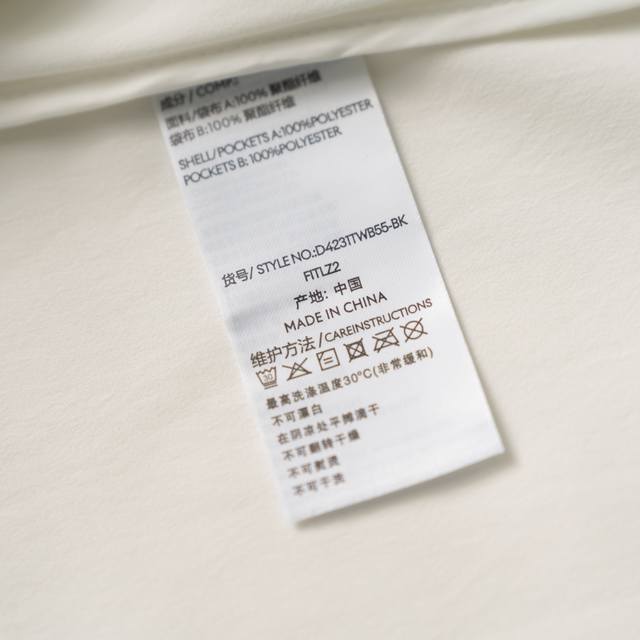 成分 / COMP.
面料/袋布 A:100% 聚酯纤维
袋布 B:100% 聚酯纤维
SHELL/ POCKETS A:100%POLYESTER
POCKETS B: 100%POLYESTER
货号/ STYLE NO.:D4231TWB55-BK
FITLZ2
产地: 中国
MADE IN CHINA
维护方法/CAREINSTRUCTIONS
最高洗涤温度30°C(非常缓和)
不可漂白
在阴凉处平摊滴干
不可翻转干燥
不可熨烫
不可干洗